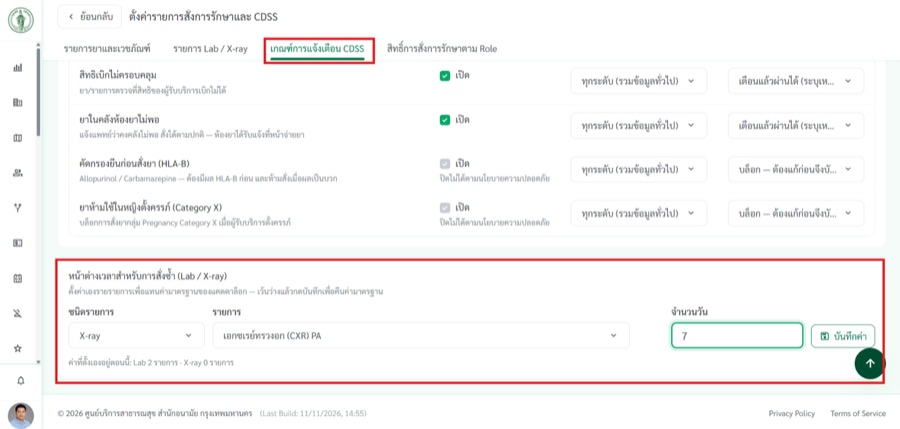 ย้อนกลับ ตั้งค่ารายการสั่งการรักษาและ CDSS
รายการยาและเวชภัณฑ์ รายการ Lab / X-ray เกณฑ์การแจ้งเตือน CDSS สิทธิ์การสั่งการรักษาตาม Role
สิทธิเบิกไม่ครอบคลุม เปิด ทุกระดับ (รวมข้อมูลทั่วไป) เตือนแล้วผ่านได้ (ระบุเห...
ยา/รายการตรวจที่สิทธิของผู้รับบริการเบิกไม่ได้
ยาในคลังห้องยาไม่พอ เปิด ทุกระดับ (รวมข้อมูลทั่วไป) เตือนแล้วผ่านได้ (ระบุเห...
แจ้งแพทย์ว่าคงคลังไม่พอ สั่งได้ตามปกติ — ห้องยาได้รับแจ้งที่หน้าจ่ายยา
คัดกรองยีนก่อนสั่งยา (HLA-B) เปิด ทุกระดับ (รวมข้อมูลทั่วไป) บล็อก — ต้องแก้ก่อนจึงบั...
Allopurinol / Carbamazepine — ต้องมีผล HLA-B ก่อน และห้ามสั่งเมื่อผลเป็นบวก ปิดไม่ได้ตามนโยบายความปลอดภัย
ยาห้ามใช้ในหญิงตั้งครรภ์ (Category X) เปิด ทุกระดับ (รวมข้อมูลทั่วไป) บล็อก — ต้องแก้ก่อนจึงบั...
บล็อกการสั่งยากลุ่ม Pregnancy Category X เมื่อผู้รับบริการตั้งครรภ์ ปิดไม่ได้ตามนโยบายความปลอดภัย
หน้าต่างเวลาสำหรับการสั่งซ้ำ (Lab / X-ray)
ตั้งค่าเองรายรายการเพื่อแทนค่ามาตรฐานของแคตตาล็อก — เว้นว่างแล้วกดบันทึกเพื่อคืนค่ามาตรฐาน
ชนิดรายการ รายการ จำนวนวัน
X-ray เอกซเรย์ทรวงอก (CXR) PA 7 บันทึกค่า
ค่าที่ตั้งเองอยู่ตอนนี้: Lab 2 รายการ · X-ray 0 รายการ
© 2026 ศูนย์บริการสาธารณสุข สำนักอนามัย กรุงเทพมหานคร (Last Build: 11/11/2026, 14:55) Privacy Policy Terms of Service